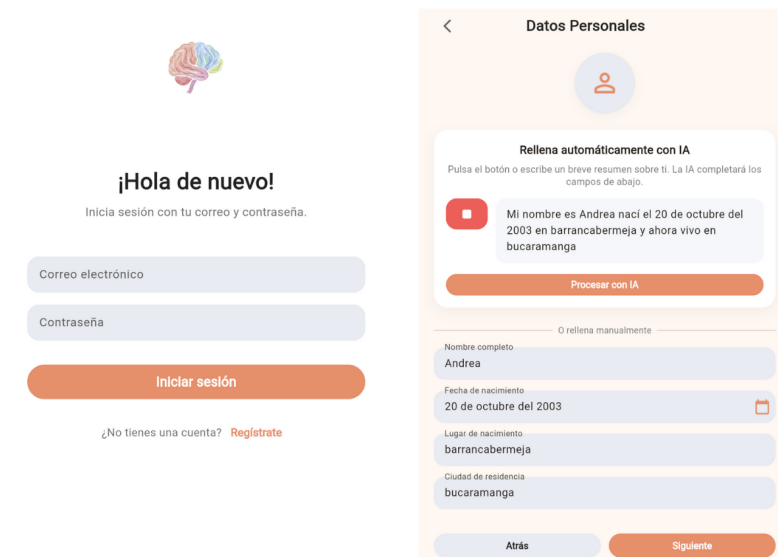 ¡Hola de nuevo!
Inicia sesión con tu correo y contraseña.
Correo electrónico
Contraseña
Iniciar sesión
¿No tienes una cuenta? Regístrate
Datos Personales
Rellena automáticamente con IA
Pulsa el botón o escribe un breve resumen sobre ti. La IA completará los
campos de abajo.
Mi nombre es Andrea nací el 20 de octubre del
2003 en barrancabermeja y ahora vivo en
bucaramanga
Procesar con IA
O rellena manualmente
Nombre completo
Andrea
Fecha de nacimiento
20 de octubre del 2003
Lugar de nacimiento
barrancabermeja
Ciudad de residencia
bucaramanga
Atrás
Siguiente